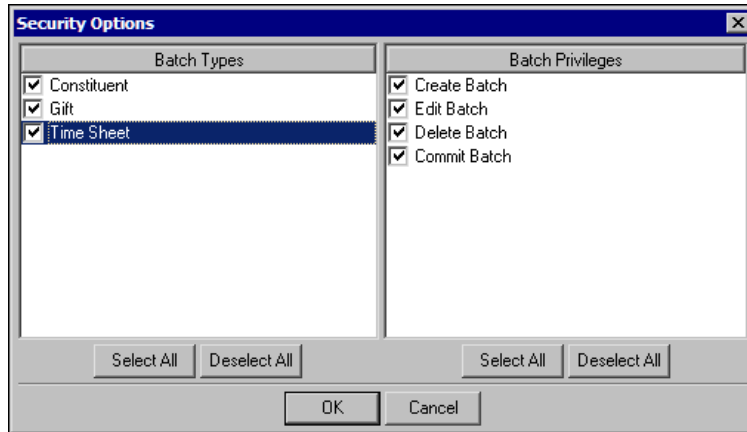 Security Options
Batch Types
Batch Privileges
Constituent
Create Batch
Gift
Edit Batch
Time Sheet
Delete Batch
Commit Batch
Select All
Deselect All
Select All
Deselect All
OK
Cancel